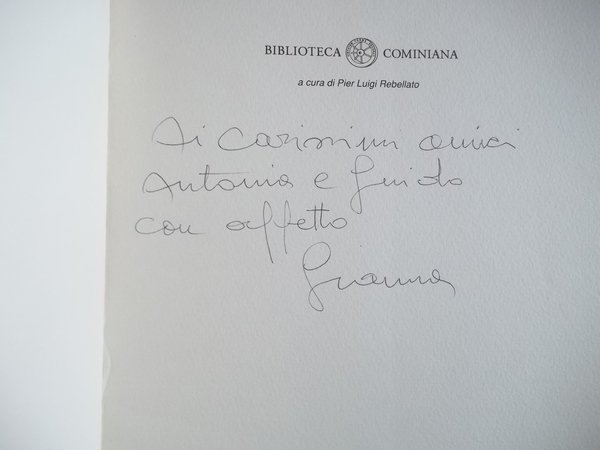 BIBLIOTECA COMINIANA
a cura di Pier Luigi Rebellato
Ai carissimi amici
Antonia e Guido
con affetto
Gianna